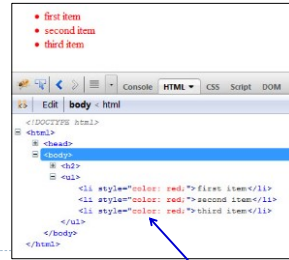 first item
second item
third item
Console HTML CSS Script DOM
Edit body < html
<!DOCTYPE html>
<html>
<head>
<body>
<h2>
<ul>
<li style="color: red;">first item</li>
<li style="color: red;">second item</li>
<li style="color: red;">third item</li>
</ul>
</body>
</html>